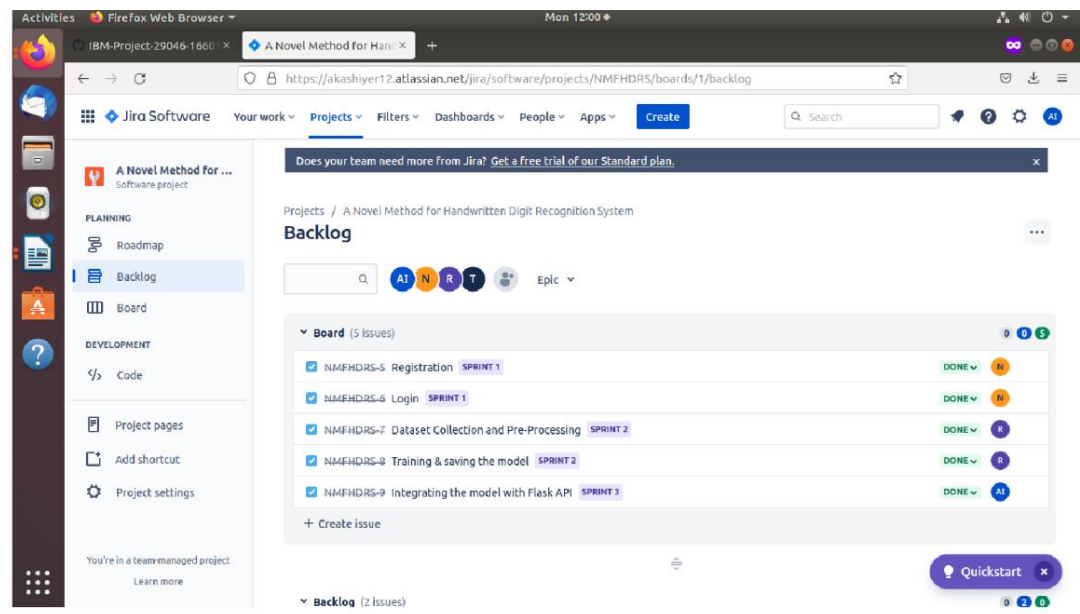 Activities Firefox Web Browser Mon 12:00
IBM-Project-29046-1660 × A Novel Method for Hand × +
https://akashiyer12.atlassian.net/jira/software/projects/NMFHDRS/boards/1/backlog
Jira Software Your work Projects Filters Dashboards People Apps Create Search AI
Does your team need more from Jira? Get a free trial of our Standard plan. ×
A Novel Method for ...
Software project
PLANNING
Roadmap
Backlog
Board
DEVELOPMENT
Code
Project pages
Add shortcut
Project settings
You're in a team-managed project
Learn more
Projects / A Novel Method for Handwritten Digit Recognition System
Backlog
AI N R T Epic
Board (5 issues) 0 0 5
NMFHDRS-5 Registration SPRINT 1 DONE N
NMFHDRS-6 Login SPRINT 1 DONE N
NMFHDRS-7 Dataset Collection and Pre-Processing SPRINT 2 DONE R
NMFHDRS-8 Training & saving the model SPRINT 2 DONE R
NMFHDRS-9 Integrating the model with Flask API SPRINT 3 DONE AI
+ Create issue
Quickstart ×
Backlog (2 issues) 0 2 0